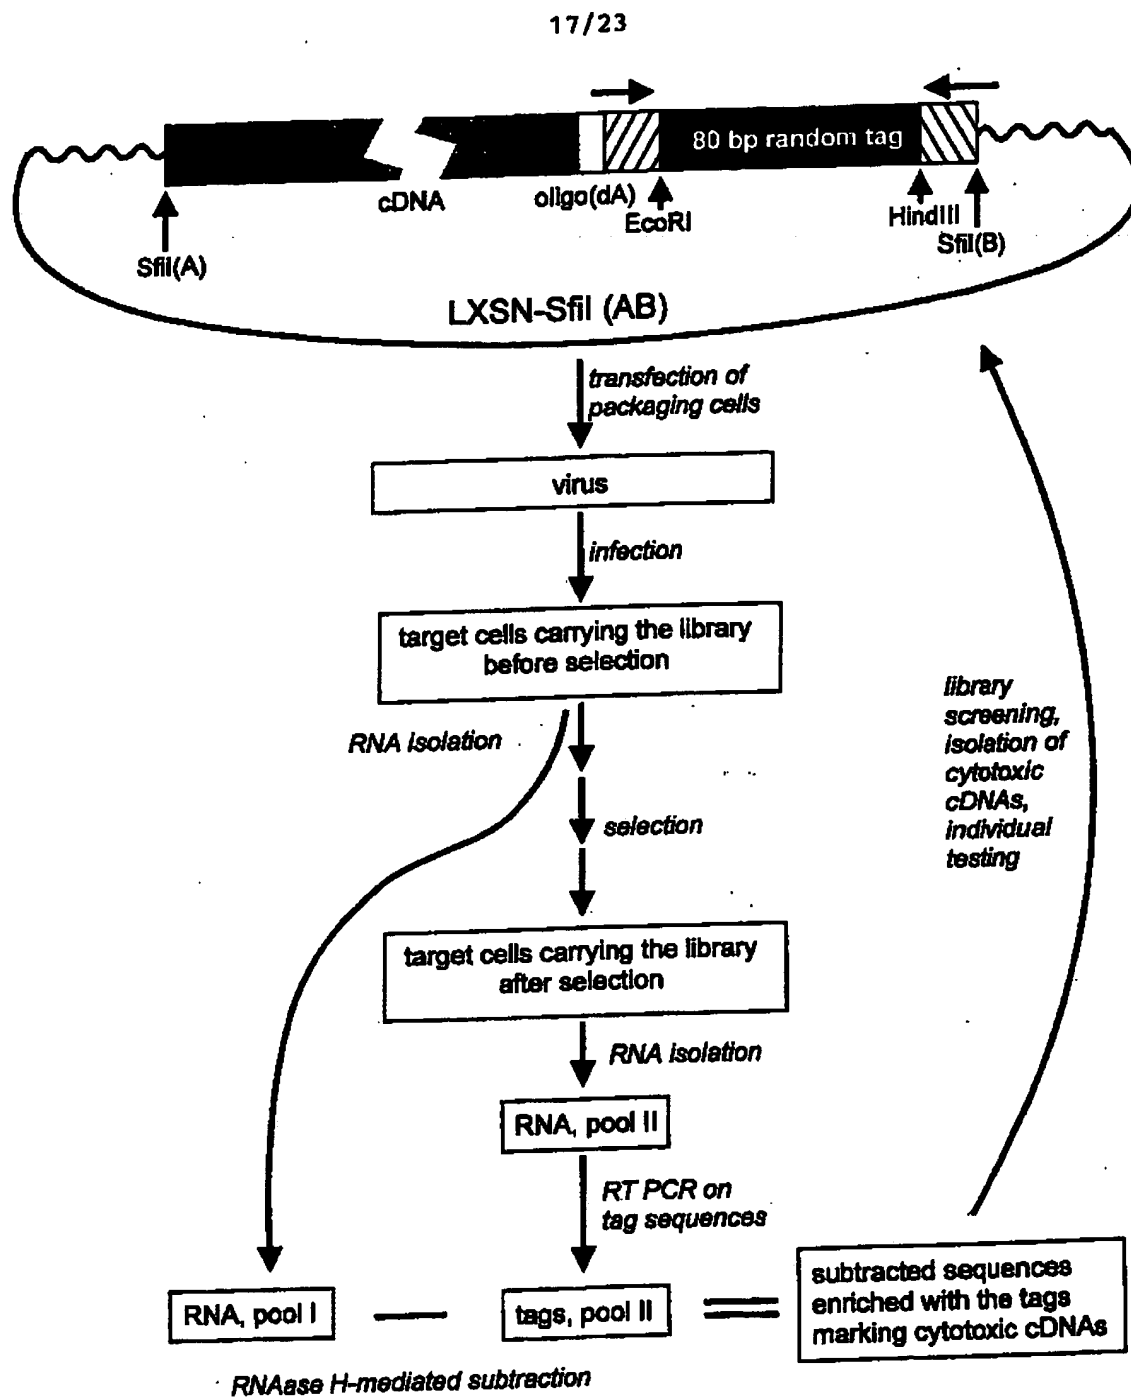 17/23
80 bp random tag
cDNA
oligo(dA)
EcoRI
HindIII
SfiI(A)
SfiI(B)
LXSN-SfiI (AB)
transfection of
packaging cells
virus
infection
target cells carrying the library
before selection
RNA isolation
selection
library
screening,
isolation of
cytotoxic
cDNAs,
individual
testing
target cells carrying the library
after selection
RNA isolation
RNA, pool II
RT PCR on
tag sequences
RNA, pool I
tags, pool II
subtracted sequences
enriched with the tags
marking cytotoxic cDNAs
RNAase H-mediated subtraction